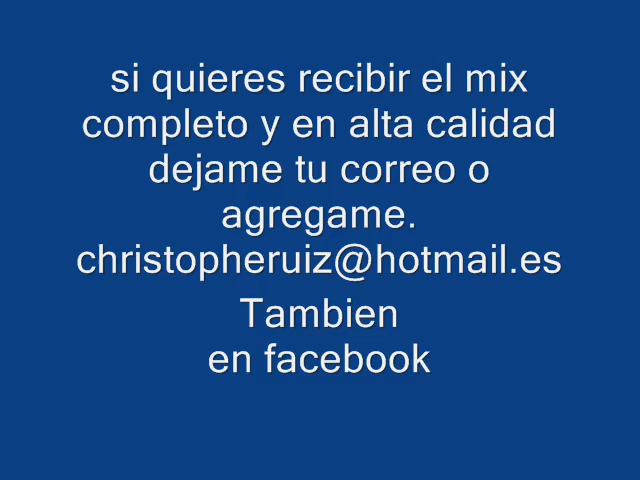 si quieres recibir el mix
completo y en alta calidad
dejame tu correo o
agregame.
christopheruiz@hotmail.es
Tambien
en facebook